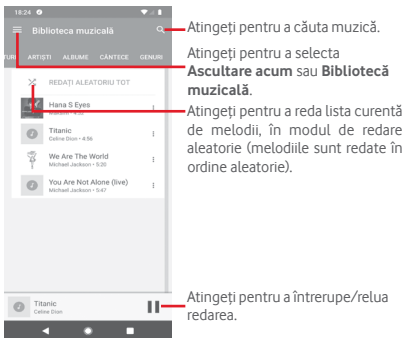 18:24
Biblioteca muzicală
ARTIȘTI ALBUME CÂNTECE GENURI
REDAȚI ALEATORIU TOT
Hana S Eyes
Titanic
Celine Dion • 4:56
We Are The World
Michael Jackson • 5:20
You Are Not Alone (live)
Michael Jackson • 5:47
Titanic
Celine Dion
Atingeți pentru a căuta muzică.
Atingeți pentru a selecta
Ascultare acum sau Bibliotecă
muzicală.
Atingeți pentru a reda lista curentă
de melodii, în modul de redare
aleatorie (melodiile sunt redate în
ordine aleatorie).
Atingeți pentru a întrerupe/relua
redarea.